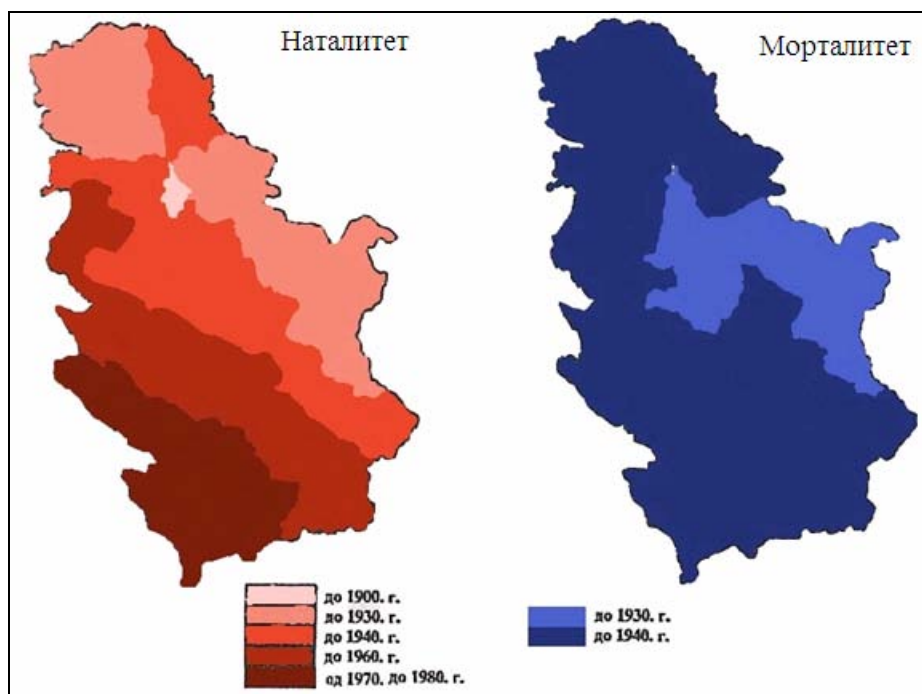 Наталитет
Морталитет
до 1900. г.
до 1930. г.
до 1940. г.
до 1960. г.
од 1970. до 1980. г.
до 1930. г.
до 1940. г.